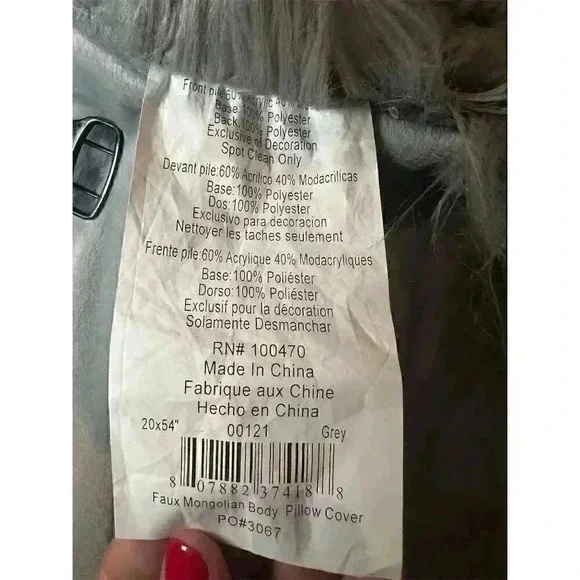 Front pile:60% Acrylic 40%
Base:100% Polyester
Back:100% Polyester
Exclusive of Decoration
Spot Clean Only
Devant pile:60% Acrilico 40% Modacrilicas
Base:100% Polyester
Dos:100% Polyester
Exclusivo para decoracion
Nettoyer les taches seulement
Frente pile:60% Acrylique 40% Modacryliques
Base:100% Poliéster
Dorso:100% Poliéster
Exclusif pour la décoration
Solamente Desmanchar
RN# 100470
Made In China
Fabrique aux Chine
Hecho en China
20x54" 00121 Grey
8 07882 37418 8
Faux Mongolian Body Pillow Cover
PO#3067